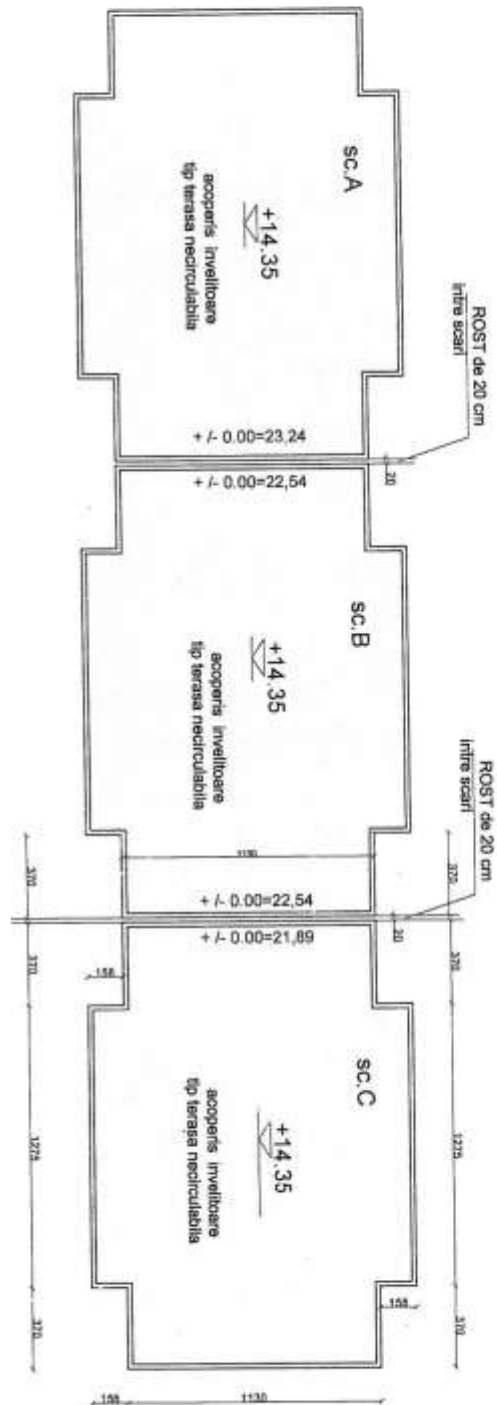 sc.A
+14.35
acoperis invelitoare
tip terasa necirculabila
ROST de 20 cm
intre scari
+ /- 0.00=23,24
20
+ /- 0.00=22,54
sc.B
+14.35
acoperis invelitoare
tip terasa necirculabila
ROST de 20 cm
intre scari
370
1130
370
+ /- 0.00=22,54
20
+ /- 0.00=21,89
370
370
158
sc.C
+14.35
acoperis invelitoare
tip terasa necirculabila
1275
1275
158
370
370
158
1130